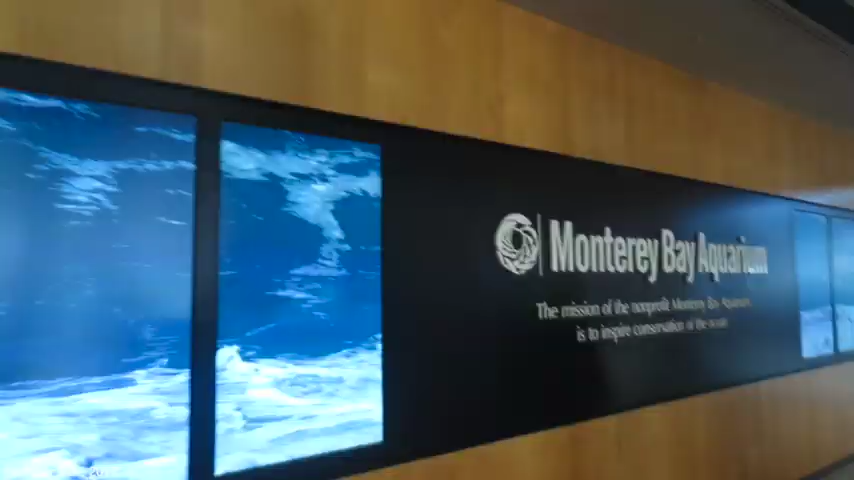 Monterey Bay Aquarium
The mission of the nonprofit Monterey Bay Aquarium
is to inspire conservation of the ocean